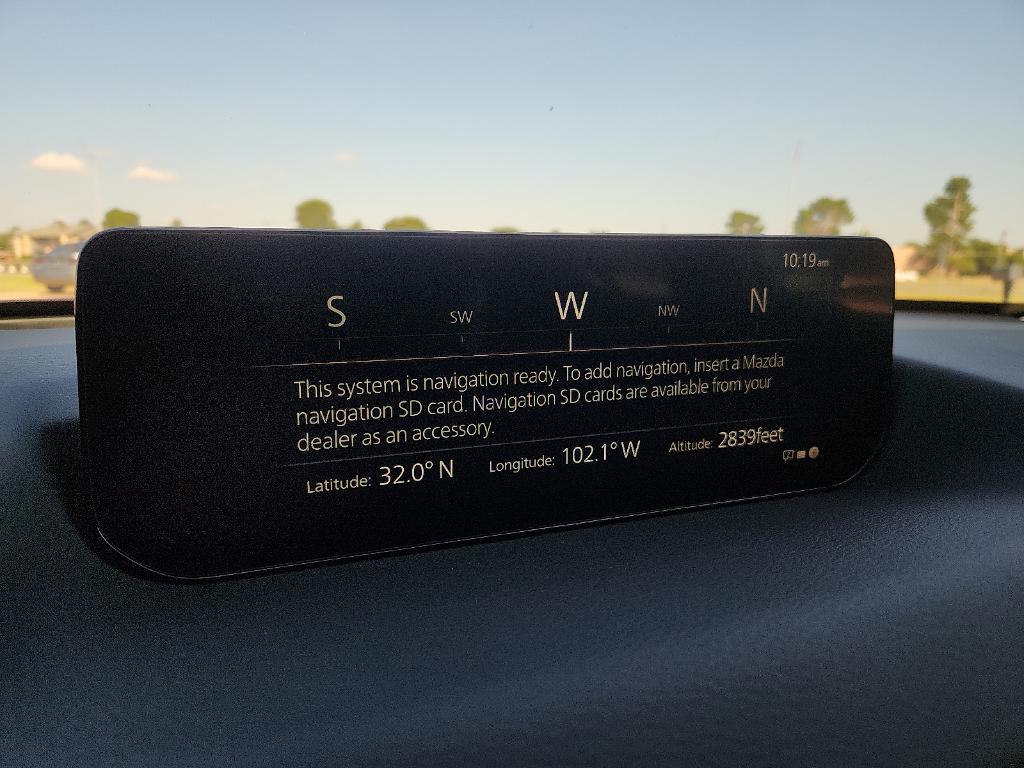 10:19am
S SW W NW N
This system is navigation ready. To add navigation, insert a Mazda
navigation SD card. Navigation SD cards are available from your
dealer as an accessory.
Latitude: 32.0° N Longitude: 102.1° W Altitude: 2839feet